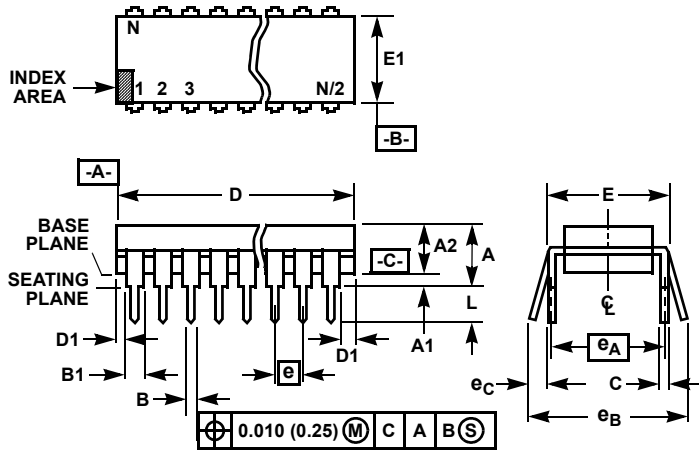 N
E1
INDEX
AREA
1 2 3 N/2
-B-
-A-
D
E
BASE
PLANE
A2
A
-C-
SEATING
PLANE
L
C L
D1
A1
D1
eA
B1
e
eC
C
B
eB
0.010 (0.25) M C A B S